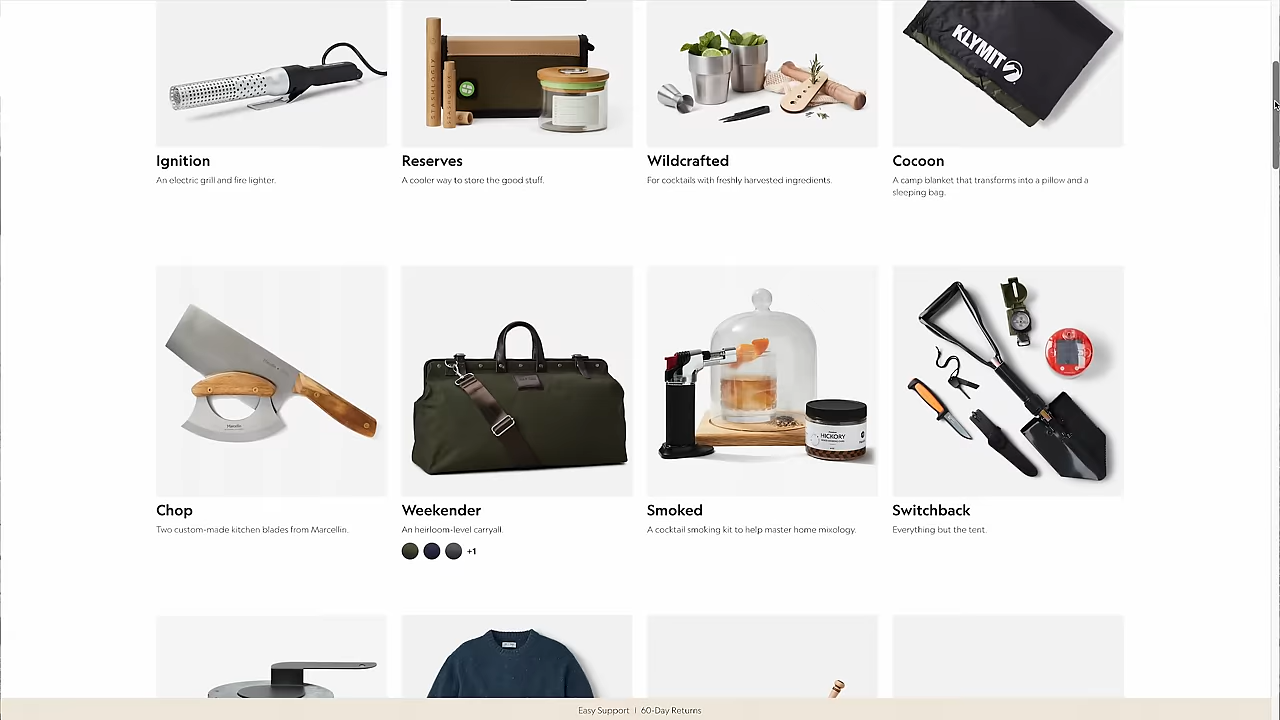 KLYMIT
STASHLOGIX
STASHLOGIX
Ignition
Reserves
Wildcrafted
Cocoon
An electric grill and fire lighter.
A cooler way to store the good stuff.
For cocktails with freshly harvested ingredients.
A camp blanket that transforms into a pillow and a
sleeping bag.
HICKORY
Chop
Weekender
Smoked
Switchback
Two custom-made kitchen blades from Marcellin.
An heirloom-level carryall.
A cocktail smoking kit to help master home mixology.
Everything but the tent.
+1
Easy Support | 60-Day Returns